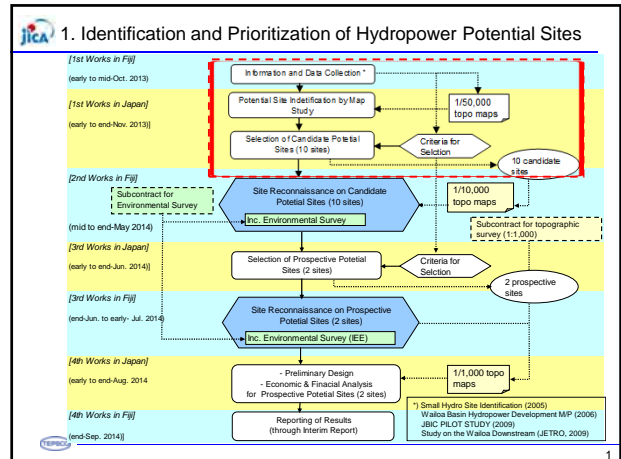 jica 1. Identification and Prioritization of Hydropower Potential Sites
[1st Works in Fiji]
(early to mid-Oct. 2013)
Information and Data Collection *
[1st Works in Japan]
(early to end-Nov. 2013)]
Potential Site Indetification by Map
Study
1/50,000
topo maps
Selection of Candidate Potetial
Sites (10 sites)
Criteria for
Selction
10 candidate
sites
[2nd Works in Fiji]
Subcontract for
Environmental Survey
(mid to end-May 2014)
Site Reconnaissance on Candidate
Potetial Sites (10 sites)
Inc. Environmental Survey
1/10,000
topo maps
Subcontract for topographic
survey (1:1,000)
[3rd Works in Japan]
(early to end-Jun. 2014)]
Selection of Prospective Potetial
Sites (2 sites)
Criteria for
Selction
2 prospective
sites
[3rd Works in Fiji]
(end-Jun. to early- Jul. 2014)
Site Reconnaissance on Prospective
Potetial Sites (2 sites)
Inc. Environmental Survey (IEE)
[4th Works in Japan]
(early to end-Aug. 2014
- Preliminary Design
- Economic & Finacial Analysis
for Prospective Potetial Sites (2 sites)
1/1,000 topo
maps
[4th Works in Fiji]
(end-Sep. 2014)]
Reporting of Results
(through Interim Report)
*) Small Hydro Site Identification (2005)
Wailoa Basin Hydropower Development M/P (2006)
JBIC PILOT STUDY (2009)
Study on the Wailoa Downstream (JETRO, 2009)
TEPSCO
1